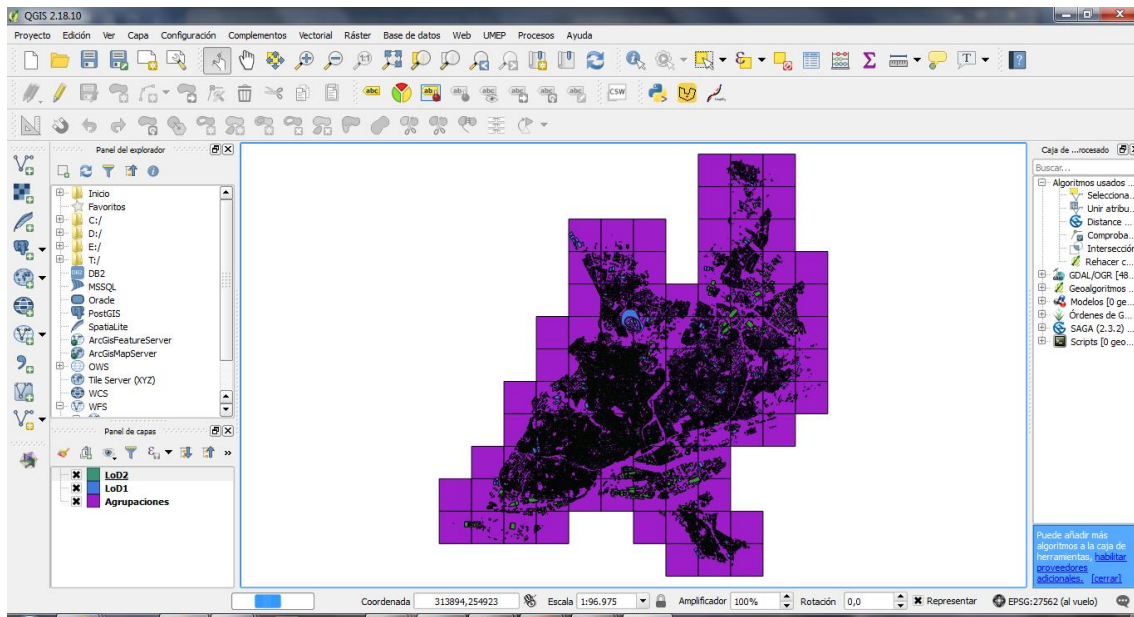 QGIS 2.18.10
Proyecto Edición Ver Capa Configuración Complementos Vectorial Ráster Base de datos Web UMEP Procesos Ayuda
CSW
Panel del explorador
Inicio
Favoritos
C:/
D:/
E:/
T:/
DB2
MSSQL
Oracle
PostGIS
SpatiaLite
ArcGisFeatureServer
ArcGisMapServer
OWS
Tile Server (XYZ)
WCS
WFS
Panel de capas
LoD2
LoD1
Agrupaciones
Caja de ...rocesado
Buscar...
Algoritmos usados ...
Selecciona...
Unir atribu...
Distance ...
Comproba...
Intersección
Rehacer c...
GDAL/OGR [48...
Geoalgoritmos ...
Modelos [0 ge...
Órdenes de G...
SAGA (2.3.2) ...
Scripts [0 geo...
Puede añadir más
algoritmos a la caja de
herramientas, habilitar
proveedores
adicionales. [cerrar]
Coordenada 313894,254923 Escala 1:96.975 Amplificador 100% Rotación 0,0 Representar EPSG:27562 (al vuelo)